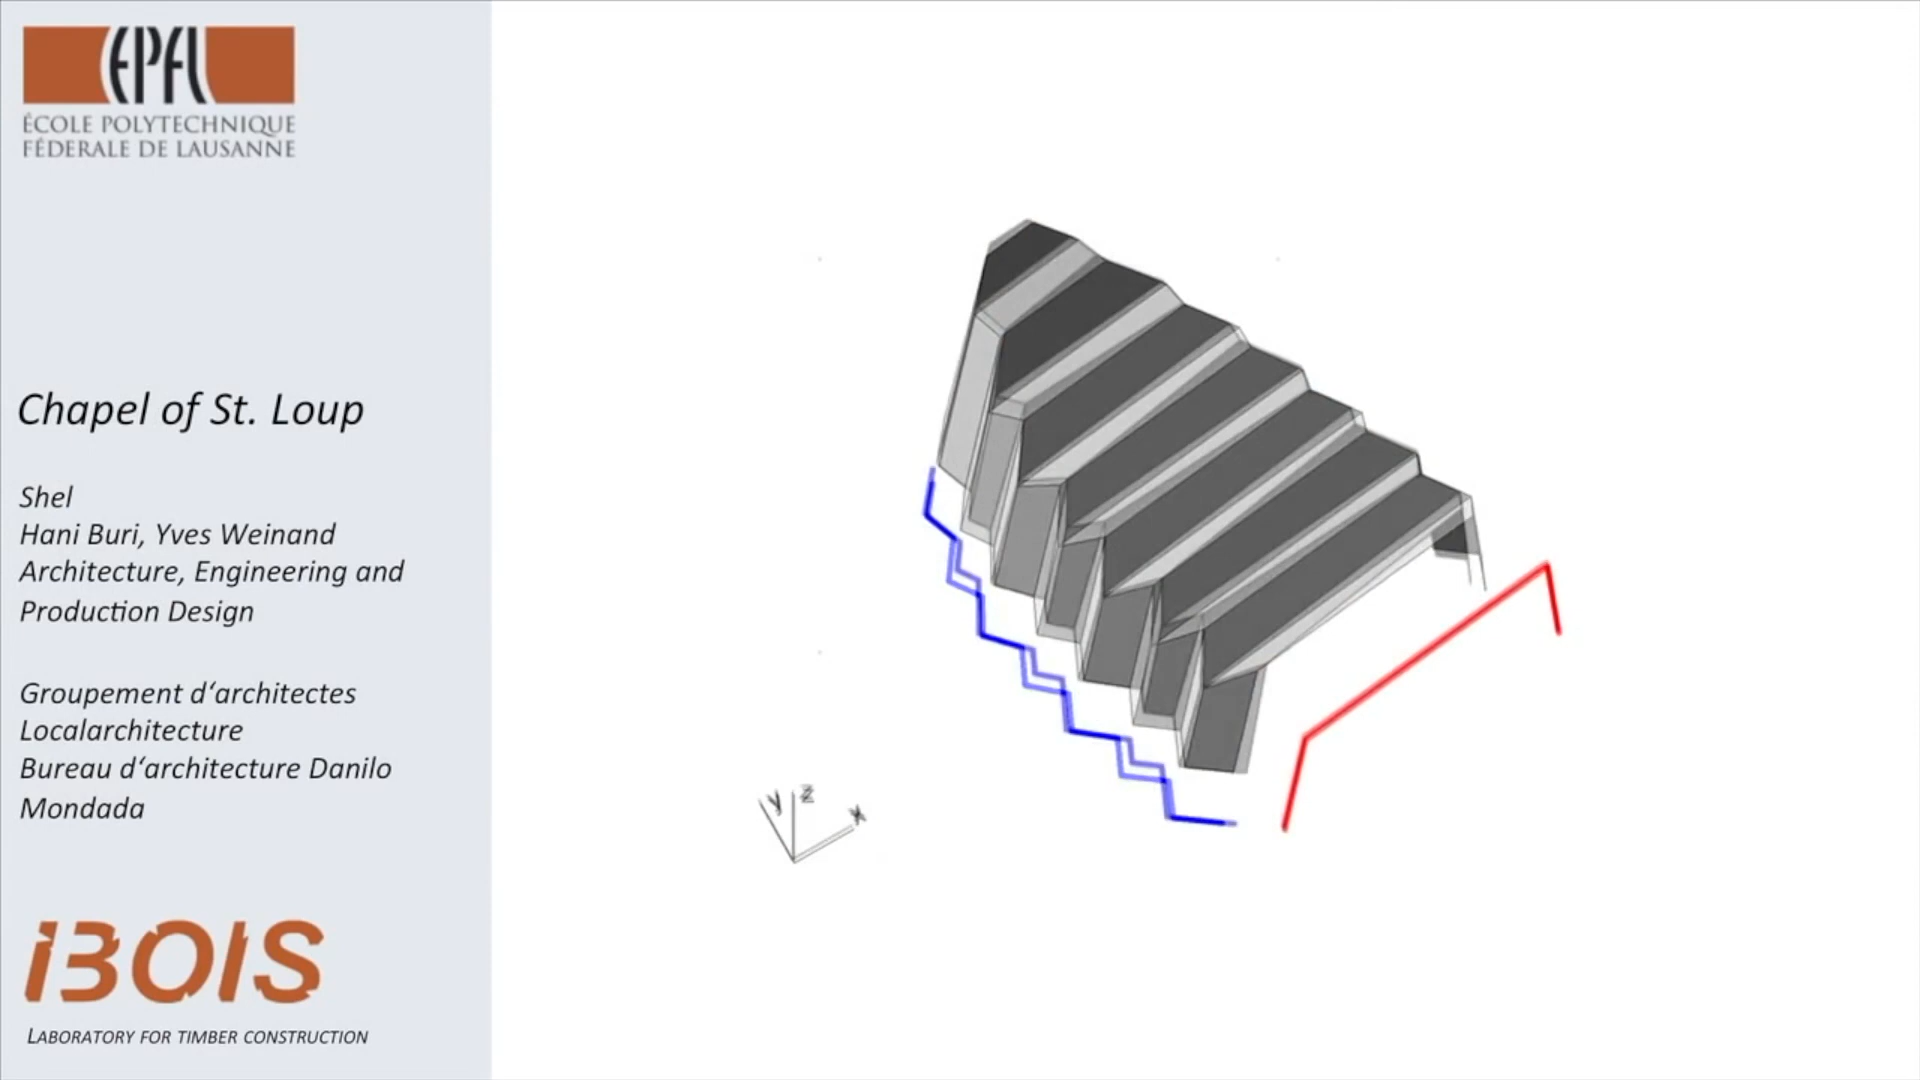 EPFL
ÉCOLE POLYTECHNIQUE
FÉDERALE DE LAUSANNE
Chapel of St. Loup
Shel
Hani Buri, Yves Weinand
Architecture, Engineering and
Production Design
Groupement d‘architectes
Localarchitecture
Bureau d‘architecture Danilo
Mondada
iBOIS
LABORATORY FOR TIMBER CONSTRUCTION
y z x